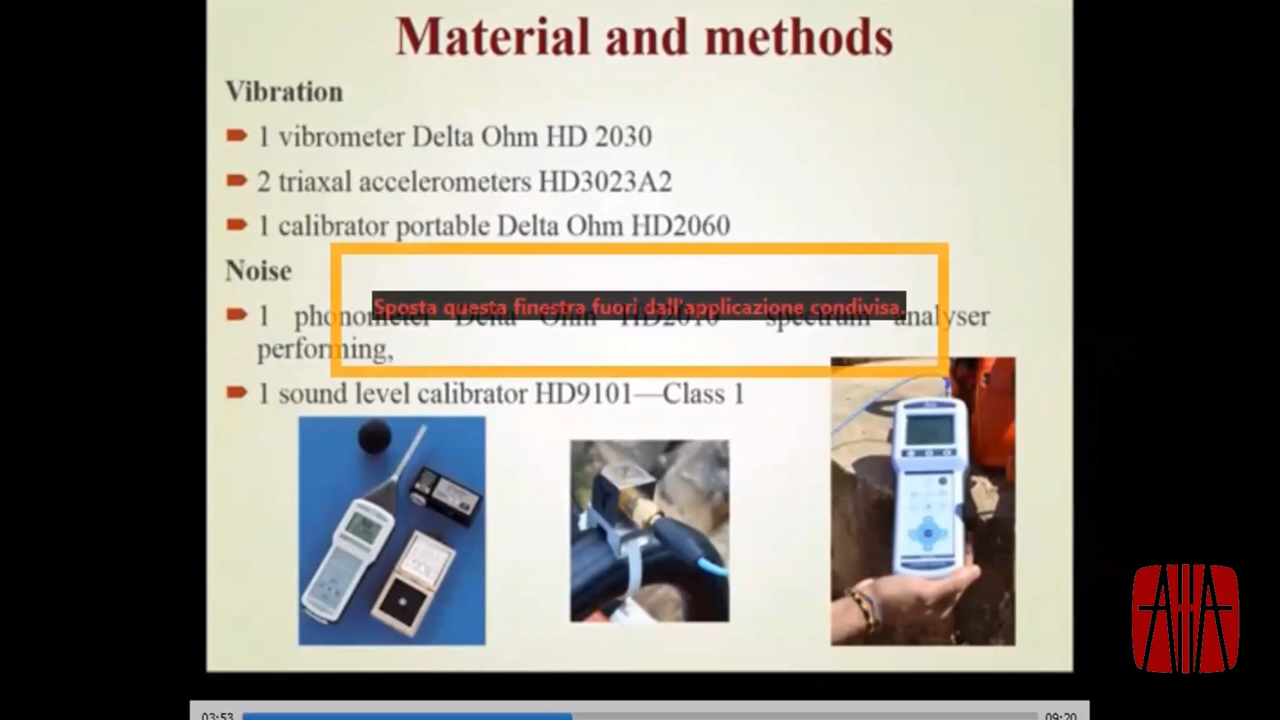 Material and methods
Vibration
1 vibrometer Delta Ohm HD 2030
2 triaxal accelerometers HD3023A2
1 calibrator portable Delta Ohm HD2060
Noise
Sposta questa finestra fuori dall'applicazione condivisa.
1 phonometer Delta Ohm HD2010 spectrum analyser
performing,
1 sound level calibrator HD9101—Class 1
AIIA
03:53 09:20